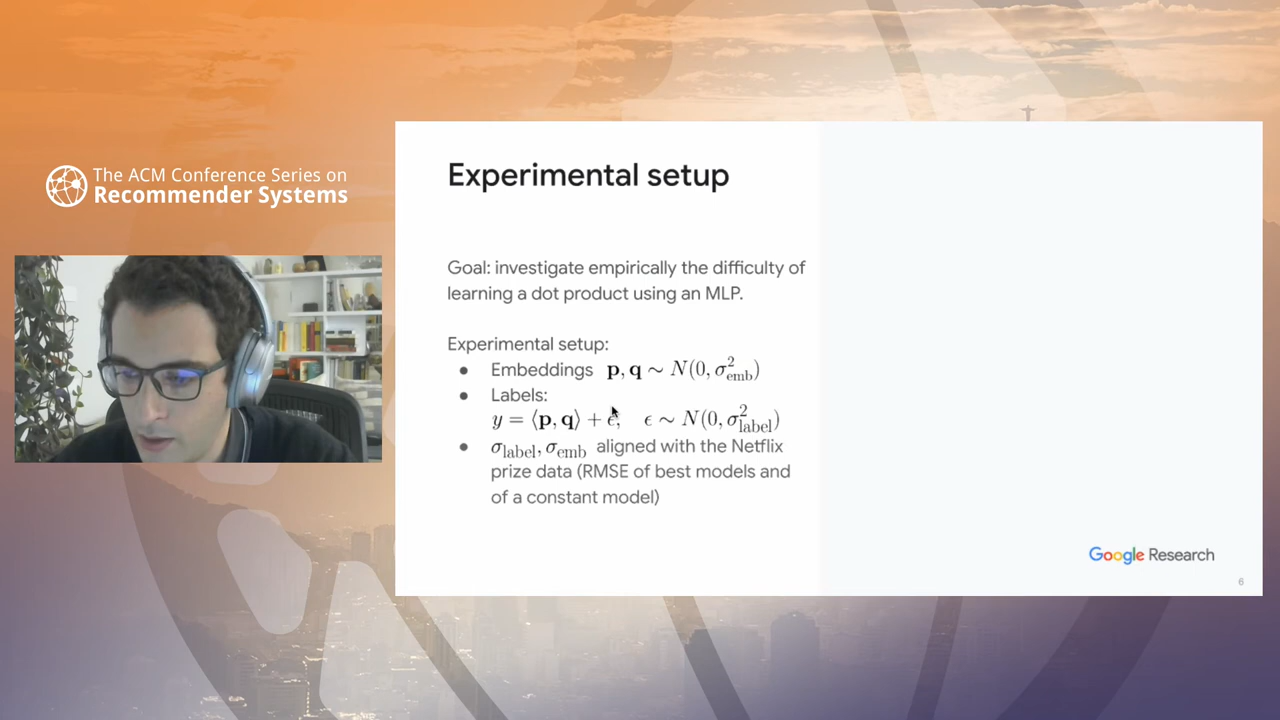 The ACM Conference Series on
Recommender Systems
Experimental setup
Goal: investigate empirically the difficulty of
learning a dot product using an MLP.
Experimental setup:
● Embeddings p, q ∼ N(0, σ²_emb)
● Labels:
y = ⟨p, q⟩ + ϵ, ϵ ∼ N(0, σ²_label)
● σ_label, σ_emb aligned with the Netflix
prize data (RMSE of best models and
of a constant model)
Google Research
6